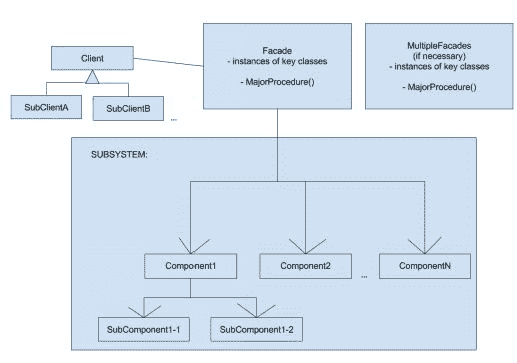 Client
SubClientA
SubClientB
...
Facade
- instances of key classes
- MajorProcedure()
MultipleFacades
(if necessary)
- instances of key classes
- MajorProcedure()
SUBSYSTEM:
Component1
Component2
...
ComponentN
SubComponent1-1
SubComponent1-2